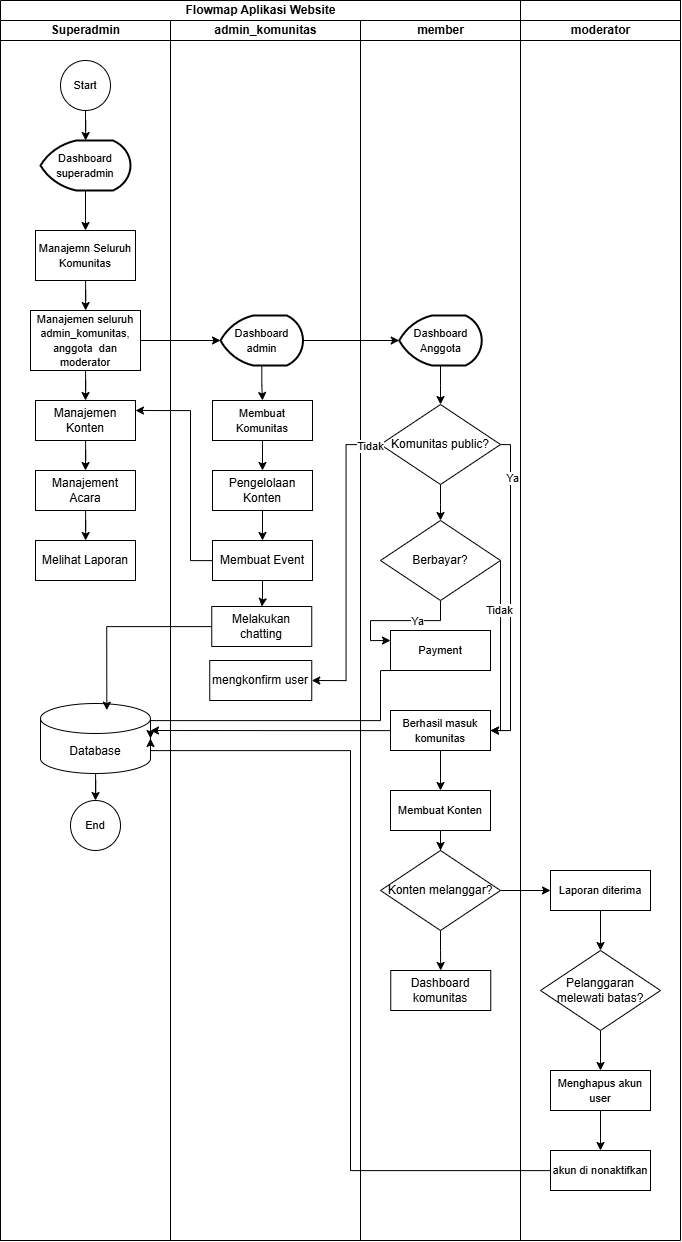 Flowmap Aplikasi Website
Superadmin
admin_komunitas
member
moderator
Start
Dashboard
superadmin
Manajemn Seluruh
Komunitas
Manajemen seluruh
admin_komunitas,
anggota dan
moderator
Dashboard
admin
Dashboard
Anggota
Manajemen
Konten
Membuat
Komunitas
Komunitas public?
Tidak
Ya
Manajement
Acara
Pengelolaan
Konten
Melihat Laporan
Membuat Event
Berbayar?
Tidak
Ya
Melakukan
chatting
Payment
mengkonfirm user
Database
Berhasil masuk
komunitas
End
Membuat Konten
Konten melanggar?
Laporan diterima
Dashboard
komunitas
Pelanggaran
melewati batas?
Menghapus akun
user
akun di nonaktifkan